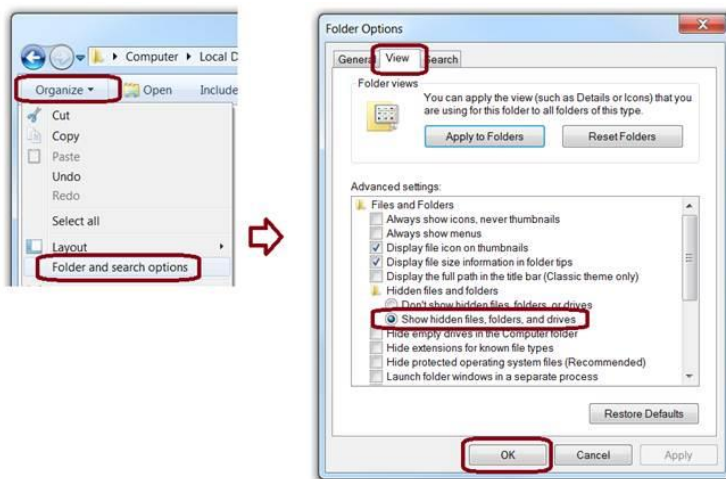 Computer Local D
Organize Open Include
Cut
Copy
Paste
Undo
Redo
Select all
Layout
Folder and search options
Folder Options
General View Search
Folder views
You can apply the view (such as Details or Icons) that you
are using for this folder to all folders of this type.
Apply to Folders Reset Folders
Advanced settings:
Files and Folders
Always show icons, never thumbnails
Always show menus
Display file icon on thumbnails
Display file size information in folder tips
Display the full path in the title bar (Classic theme only)
Hidden files and folders
Don't show hidden files, folders, or drives
Show hidden files, folders, and drives
Hide empty drives in the Computer folder
Hide extensions for known file types
Hide protected operating system files (Recommended)
Launch folder windows in a separate process
Restore Defaults
OK Cancel Apply